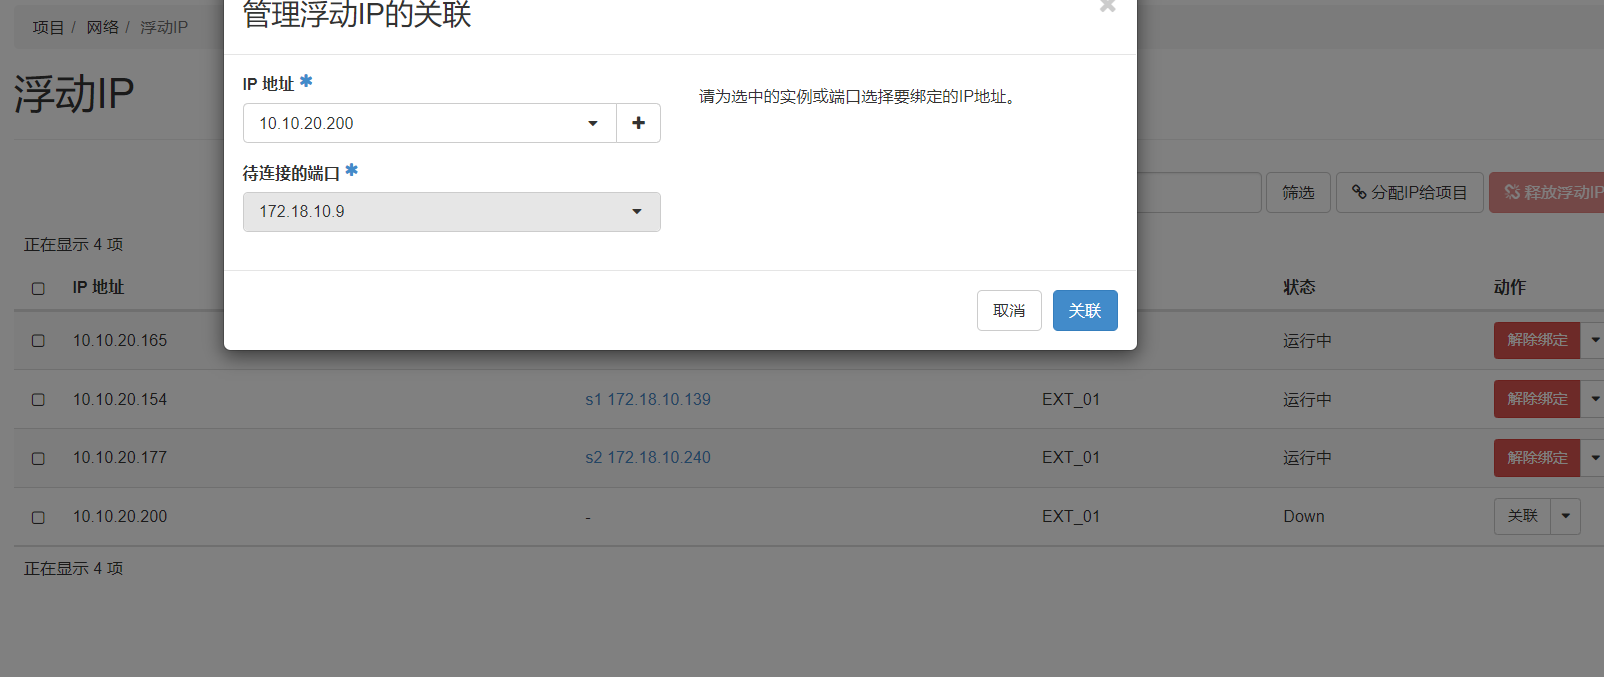 管理浮动IP的关联
项目 / 网络 / 浮动IP
浮动IP
IP 地址 *
请为选中的实例或端口选择要绑定的IP地址。
10.10.20.200
待连接的端口 *
172.18.10.9
筛选 分配IP给项目 释放浮动IP
正在显示 4 项
取消 关联
IP 地址 状态 动作
10.10.20.165 运行中 解除绑定
10.10.20.154 s1 172.18.10.139 EXT_01 运行中 解除绑定
10.10.20.177 s2 172.18.10.240 EXT_01 运行中 解除绑定
10.10.20.200 - EXT_01 Down 关联
正在显示 4 项